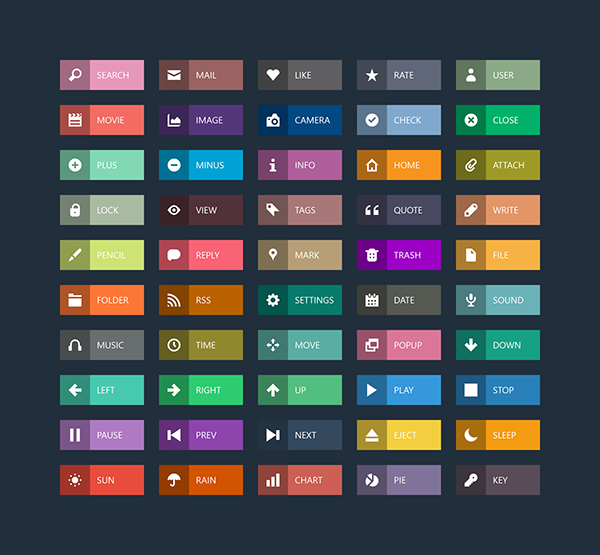 SEARCH MAIL LIKE RATE USER
MOVIE IMAGE CAMERA CHECK CLOSE
PLUS MINUS INFO HOME ATTACH
LOCK VIEW TAGS QUOTE WRITE
PENCIL REPLY MARK TRASH FILE
FOLDER RSS SETTINGS DATE SOUND
MUSIC TIME MOVE POPUP DOWN
LEFT RIGHT UP PLAY STOP
PAUSE PREV NEXT EJECT SLEEP
SUN RAIN CHART PIE KEY